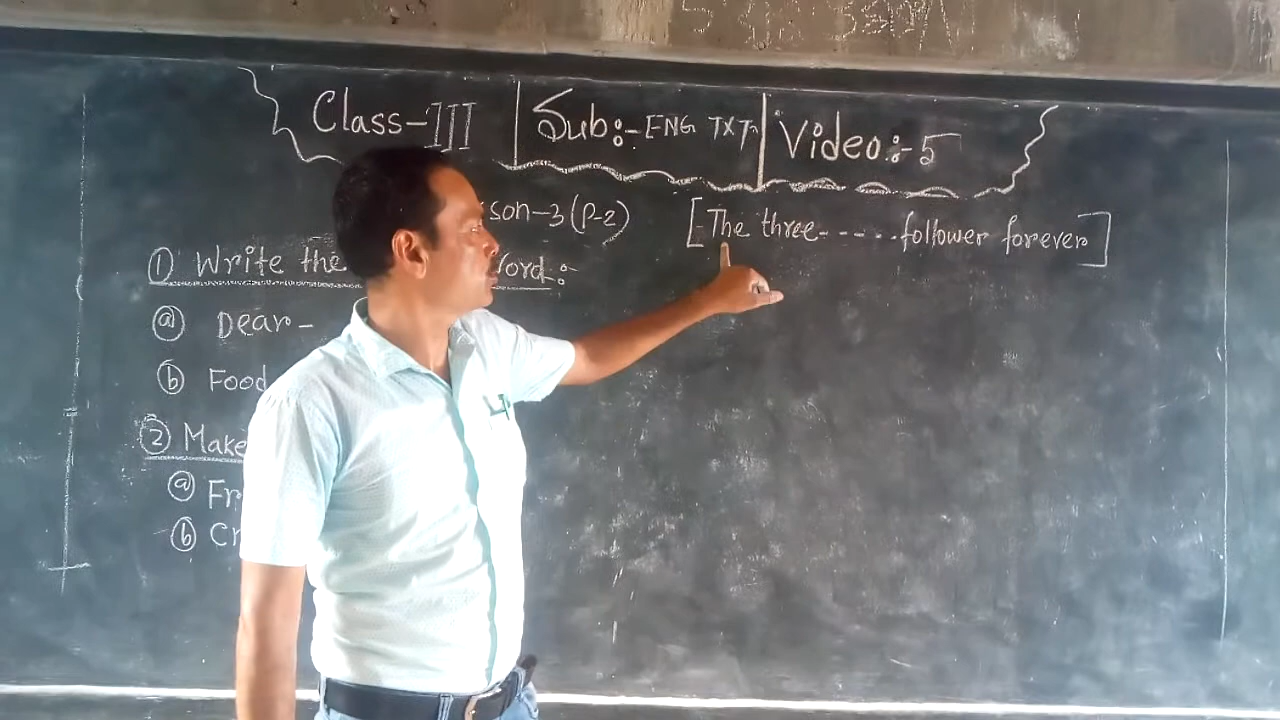 Class-III | Sub:- ENG TXT | Video:-5
son-3 (P-2) [The three-----follower forever]
① Write the ord:-
ⓐ Dear-
ⓑ Food
② Make
ⓐ Fr
ⓑ Cr